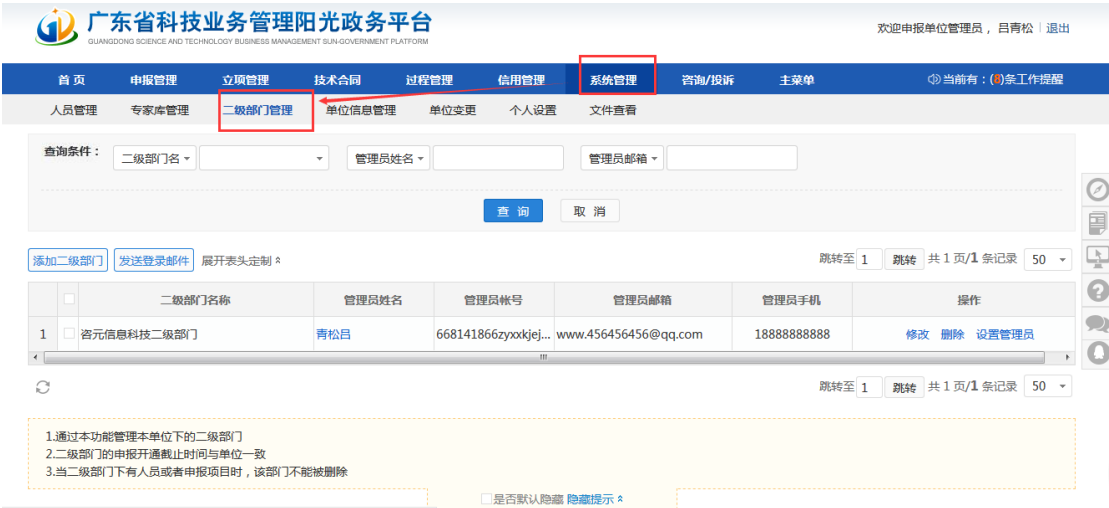 广东省科技业务管理阳光政务平台
GUANGDONG SCIENCE AND TECHNOLOGY BUSINESS MANAGEMENT SUN-GOVERNMENT PLATFORM
欢迎申报单位管理员，吕青松 退出
首页 申报管理 立项管理 技术合同 过程管理 信用管理 系统管理 咨询/投诉 主菜单 当前有：(8)条工作提醒
人员管理 专家库管理 二级部门管理 单位信息管理 单位变更 个人设置 文件查看
查询条件： 二级部门名 管理员姓名 管理员邮箱
查询 取消
添加二级部门 发送登录邮件 展开表头定制 跳转至 1 跳转 共 1 页/1 条记录 50
二级部门名称 管理员姓名 管理员帐号 管理员邮箱 管理员手机 操作
1 咨元信息科技二级部门 青松吕 668141866zyxxkjej... www.456456456@qq.com 18888888888 修改 删除 设置管理员
跳转至 1 跳转 共 1 页/1 条记录 50
1.通过本功能管理本单位下的二级部门
2.二级部门的申报开通截止时间与单位一致
3.当二级部门下有人员或者申报项目时，该部门不能被删除
是否默认隐藏 隐藏提示